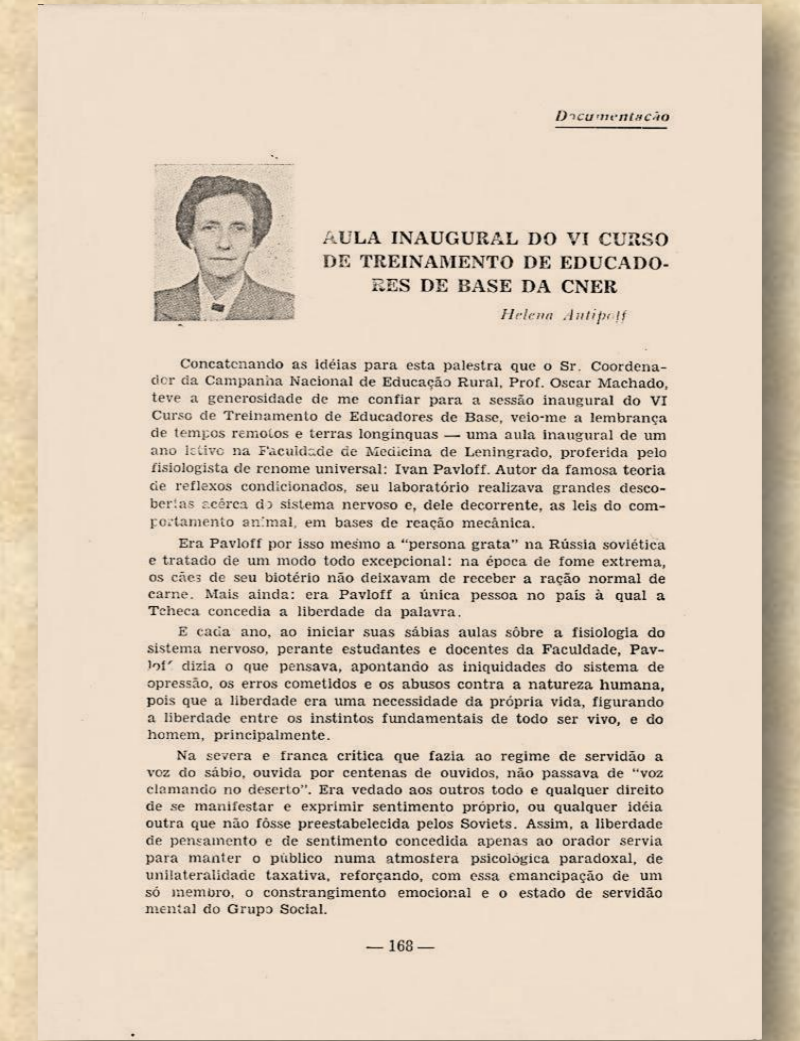 Documentação
AULA INAUGURAL DO VI CURSO
DE TREINAMENTO DE EDUCADO-
RES DE BASE DA CNER
Helena Antipoff
Concatenando as idéias para esta palestra que o Sr. Coordena-
dor da Campanha Nacional de Educação Rural, Prof. Oscar Machado,
teve a generosidade de me confiar para a sessão inaugural do VI
Curso de Treinamento de Educadores de Base, veio-me a lembrança
de tempos remotos e terras longínquas — uma aula inaugural de um
ano letivo na Faculdade de Medicina de Leningrado, proferida pelo
fisiologista de renome universal: Ivan Pavloff. Autor da famosa teoria
de reflexos condicionados, seu laboratório realizava grandes desco-
bertas acêrca do sistema nervoso e, dele decorrente, as leis do com-
portamento animal, em bases de reação mecânica.
Era Pavloff por isso mesmo a "persona grata" na Rússia soviética
e tratado de um modo todo excepcional: na época de fome extrema,
os cães de seu biotério não deixavam de receber a ração normal de
carne. Mais ainda: era Pavloff a única pessoa no país à qual a
Tcheca concedia a liberdade da palavra.
E cada ano, ao iniciar suas sábias aulas sôbre a fisiologia do
sistema nervoso, perante estudantes e docentes da Faculdade, Pav-
loff dizia o que pensava, apontando as iniquidades do sistema de
opressão, os erros cometidos e os abusos contra a natureza humana,
pois que a liberdade era uma necessidade da própria vida, figurando
a liberdade entre os instintos fundamentais de todo ser vivo, e do
homem, principalmente.
Na severa e franca crítica que fazia ao regime de servidão a
voz do sábio, ouvida por centenas de ouvidos, não passava de "voz
clamando no deserto". Era vedado aos outros todo e qualquer direito
de se manifestar e exprimir sentimento próprio, ou qualquer idéia
outra que não fôsse preestabelecida pelos Soviets. Assim, a liberdade
de pensamento e de sentimento concedida apenas ao orador servia
para manter o público numa atmosfera psicológica paradoxal, de
unilateralidade taxativa, reforçando, com essa emancipação de um
só membro, o constrangimento emocional e o estado de servidão
mental do Grupo Social.
— 168 —